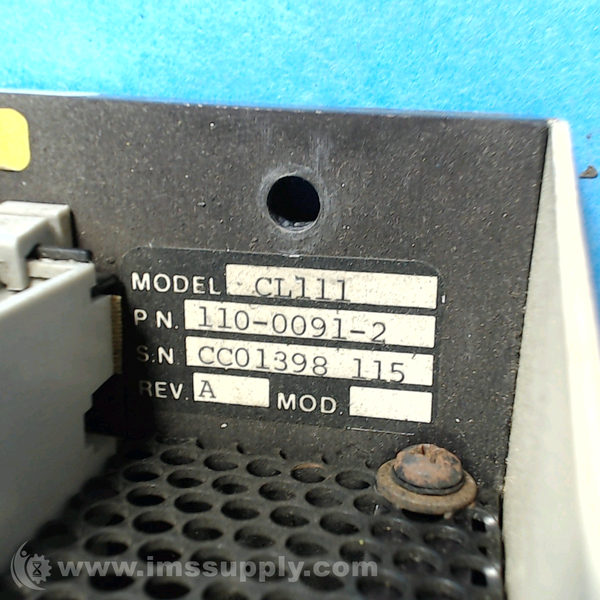 MODEL CL111
P N. 110-0091-2
S.N CC01398 115
REV. A MOD.
www.imssupply.com